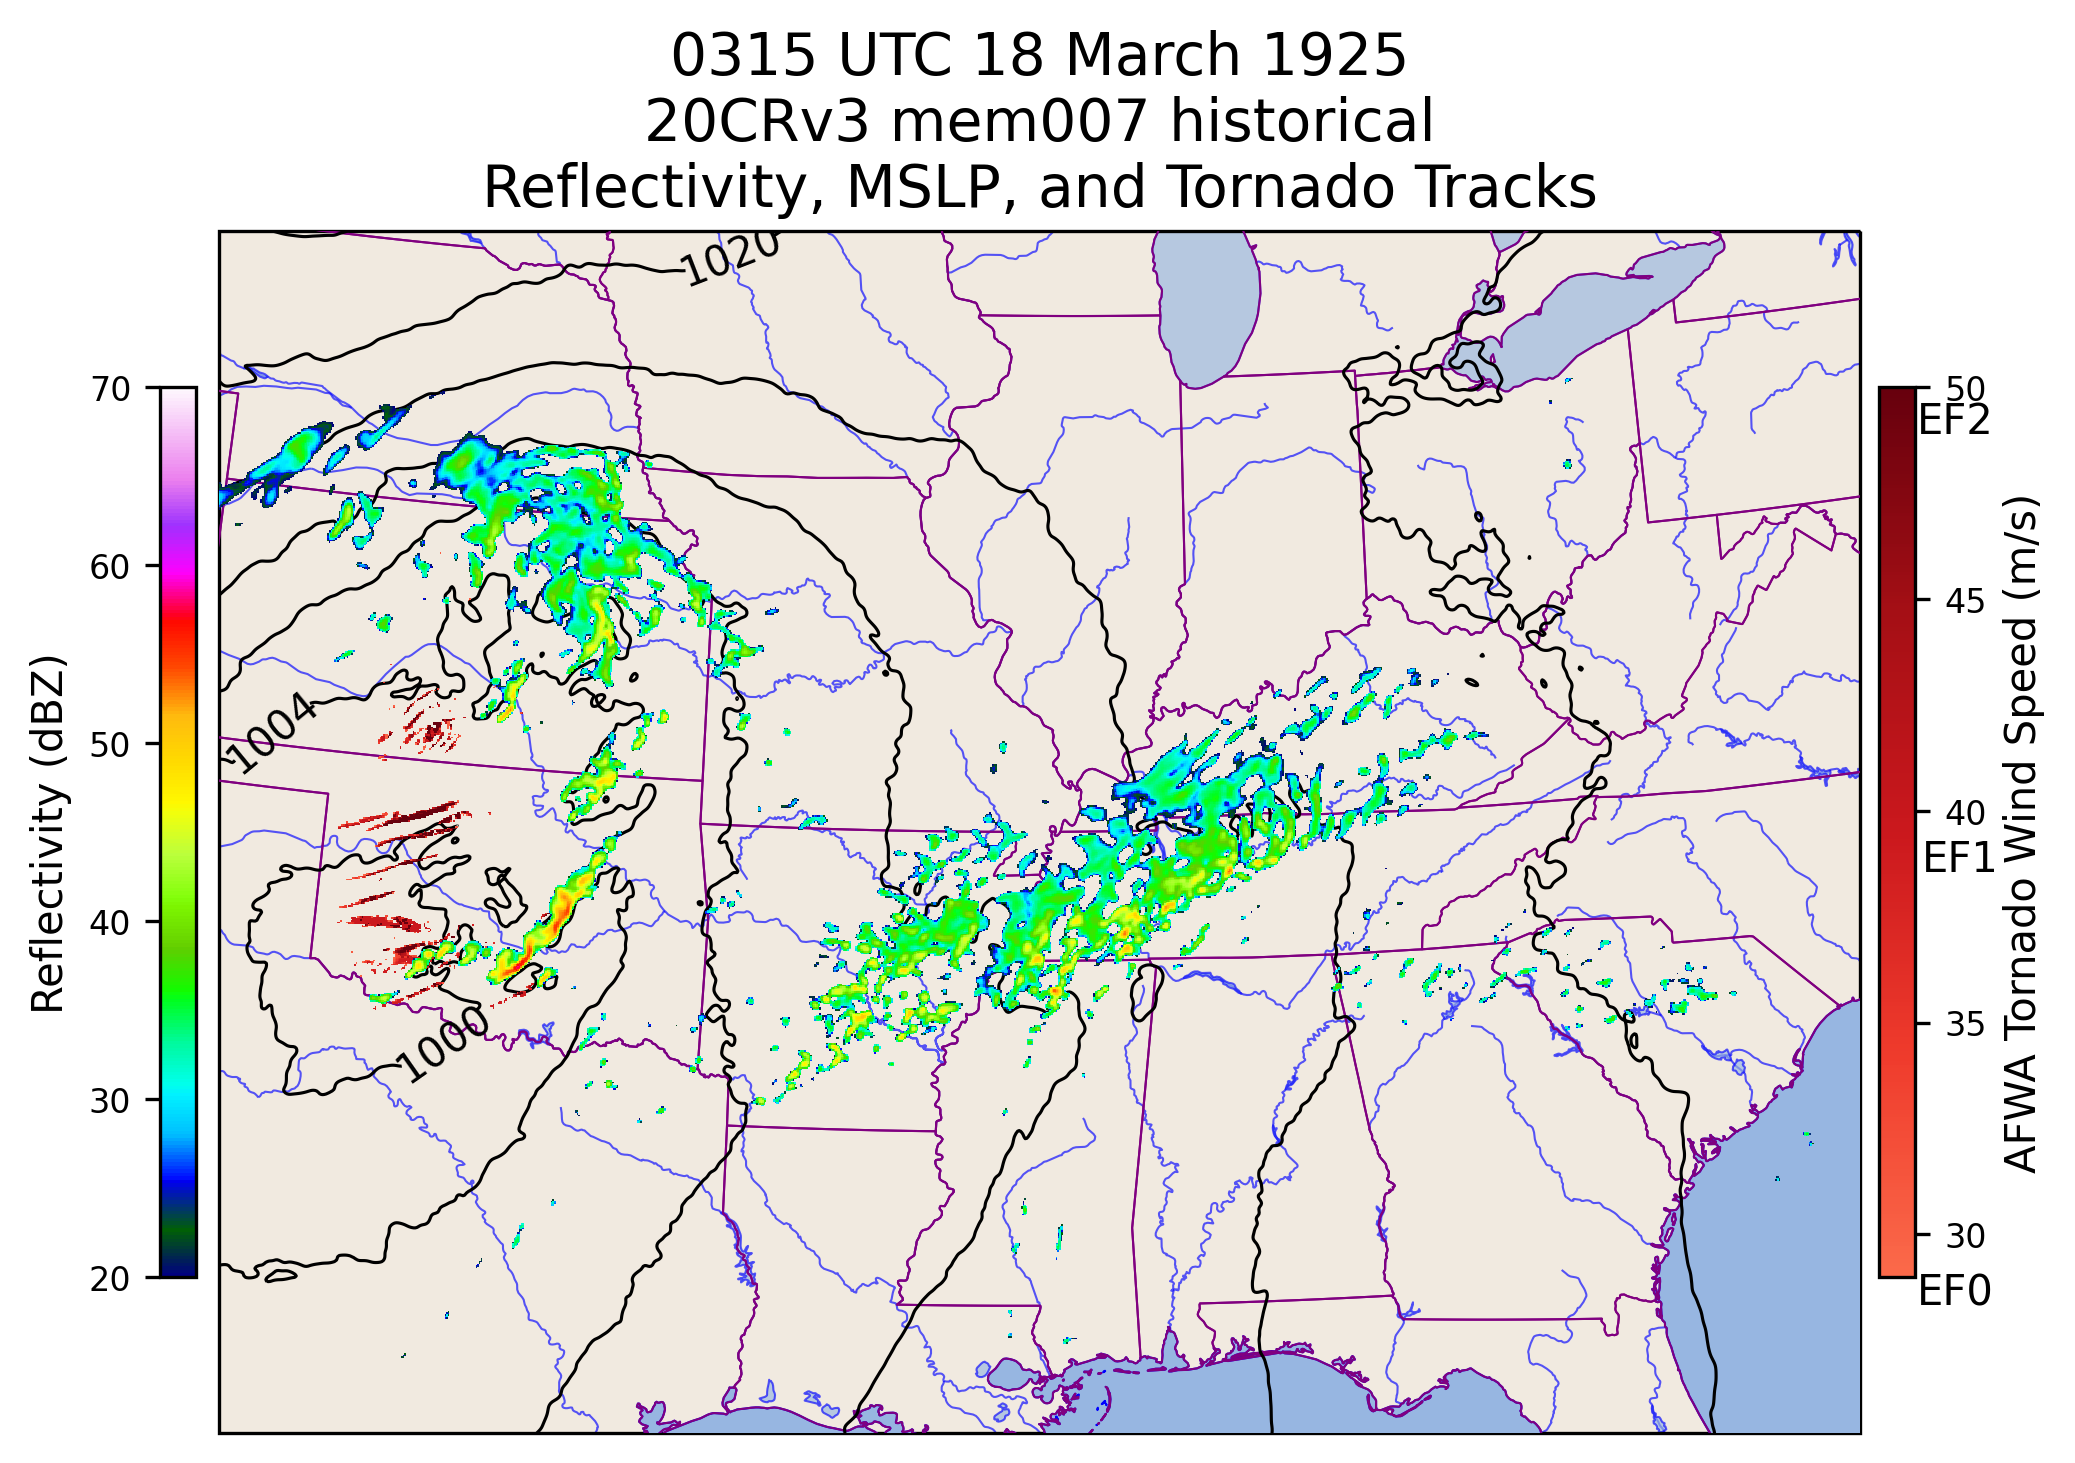 0315 UTC 18 March 1925
20CRv3 mem007 historical
Reflectivity, MSLP, and Tornado Tracks
1020
1004
1000
70
60
50
40
30
20
Reflectivity (dBZ)
50
EF2
45
40
EF1
35
30
EF0
AFWA Tornado Wind Speed (m/s)